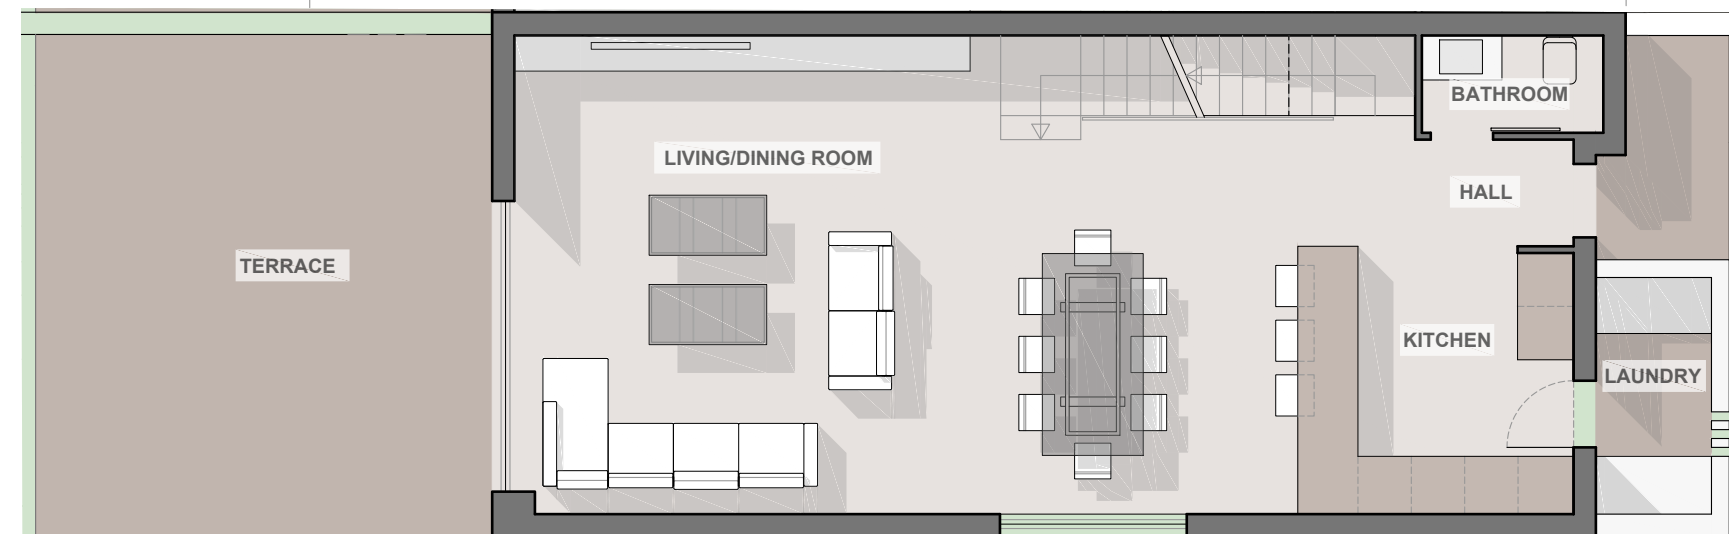 BATHROOM
LIVING/DINING ROOM
HALL
TERRACE
KITCHEN
LAUNDRY